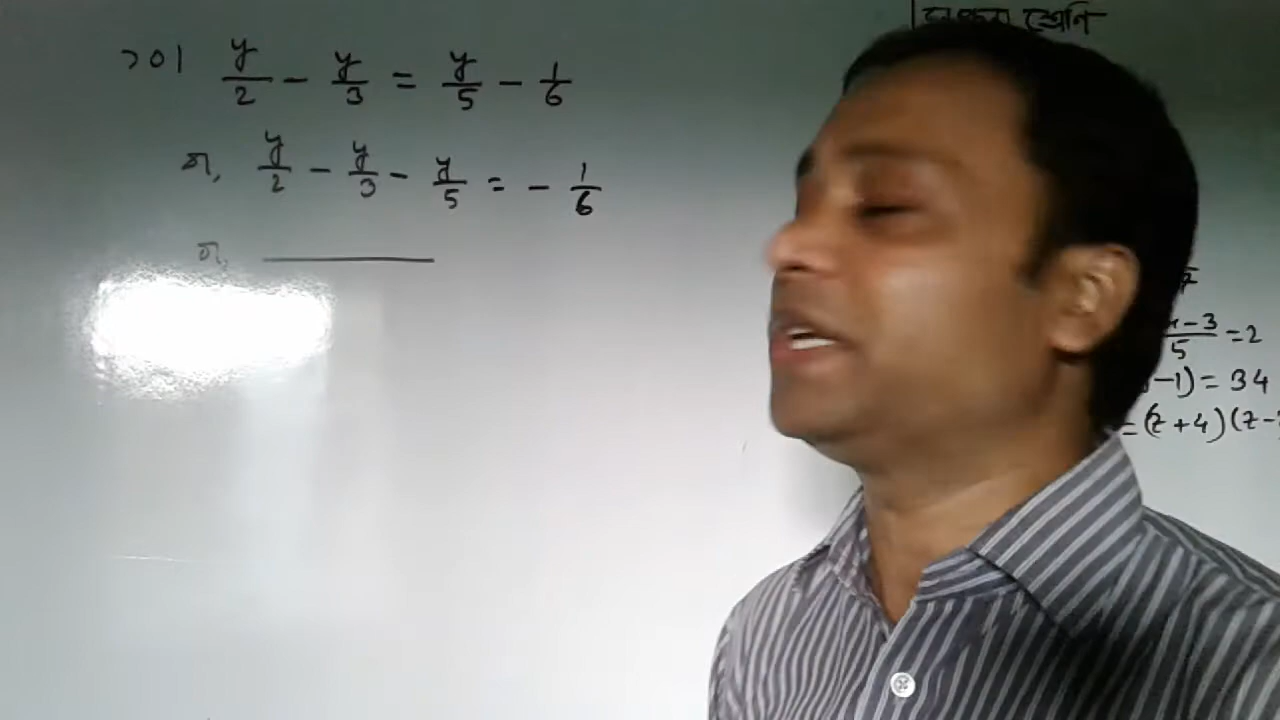 ১০। y/2 - y/3 = y/5 - 1/6
বা, y/2 - y/3 - y/5 = - 1/6
বা,
শ্রেনি
x-3/5 = 2
-1) = 34
= (z+4)(z-